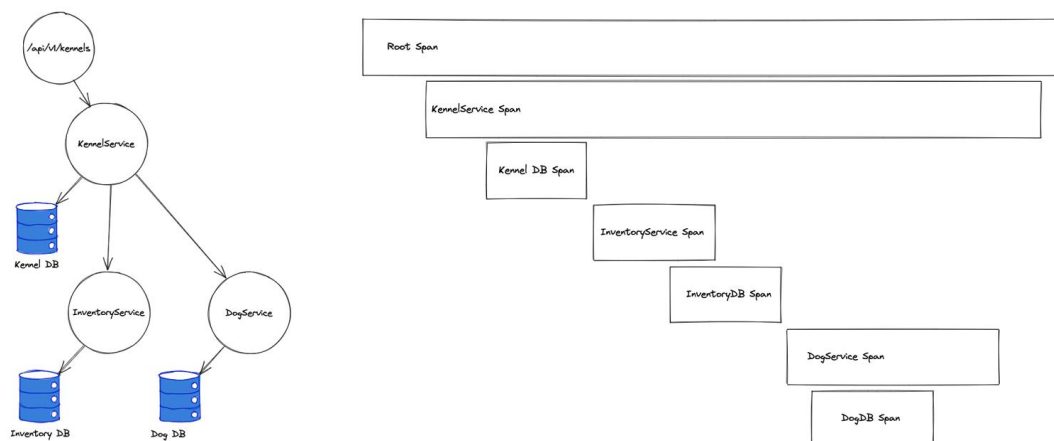 /api/v1/kennels
KennelService
Kennel DB
InventoryService
DogService
Inventory DB
Dog DB
Root Span
KennelService Span
Kennel DB Span
InventoryService Span
InventoryDB Span
DogService Span
DogDB Span